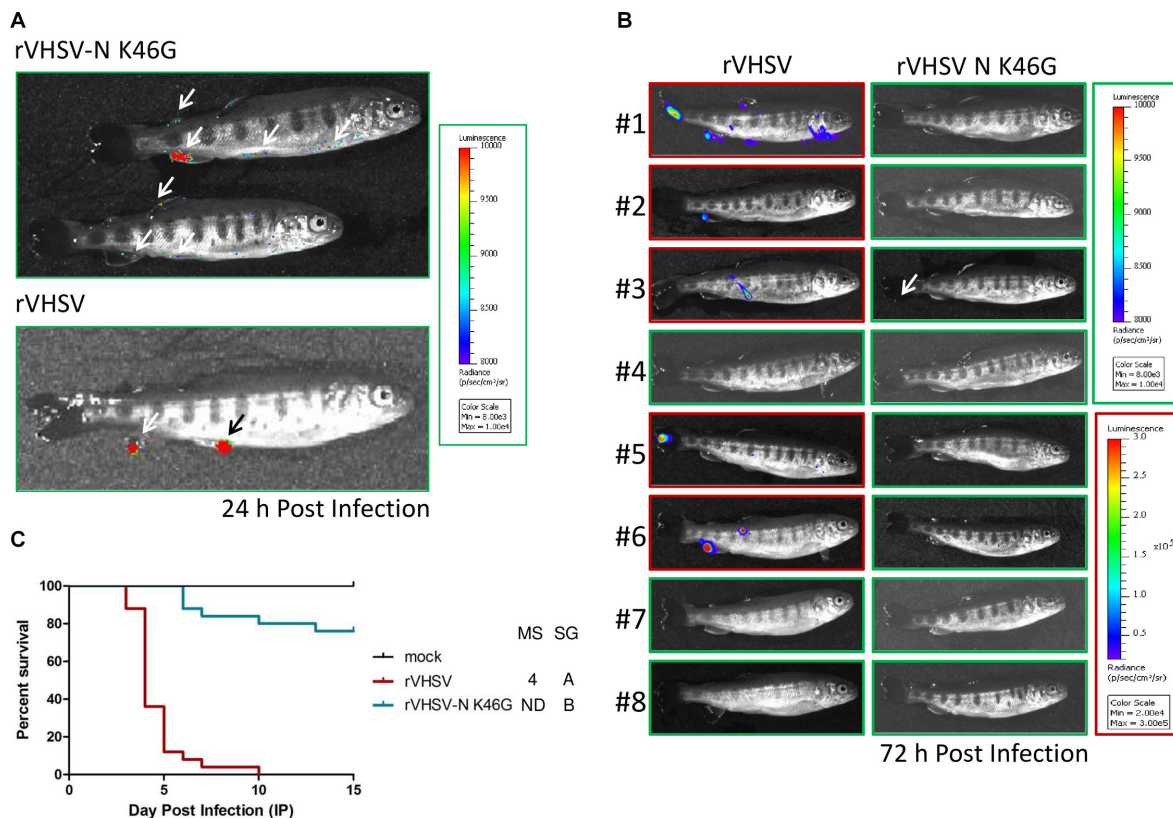 A
rVHSV-N K46G
Luminescence
10000
9500
9000
8500
8000
Radiance
(p/sec/cm²/sr)
Color Scale
Min = 8.00e3
Max = 1.00e4
rVHSV
24 h Post Infection
B
rVHSV
rVHSV N K46G
#1
#2
#3
#4
#5
#6
#7
#8
Luminescence
10000
9500
9000
8500
8000
Radiance
(p/sec/cm²/sr)
Color Scale
Min = 8.00e3
Max = 1.00e4
Luminescence
3.0
2.5
2.0
x10⁵
1.5
1.0
0.5
Radiance
(p/sec/cm²/sr)
Color Scale
Min = 2.00e4
Max = 3.00e5
72 h Post Infection
C
Percent survival
100
80
60
40
20
0
0 5 10 15
Day Post Infection (IP)
MS SG
mock
rVHSV 4 A
rVHSV-N K46G ND B